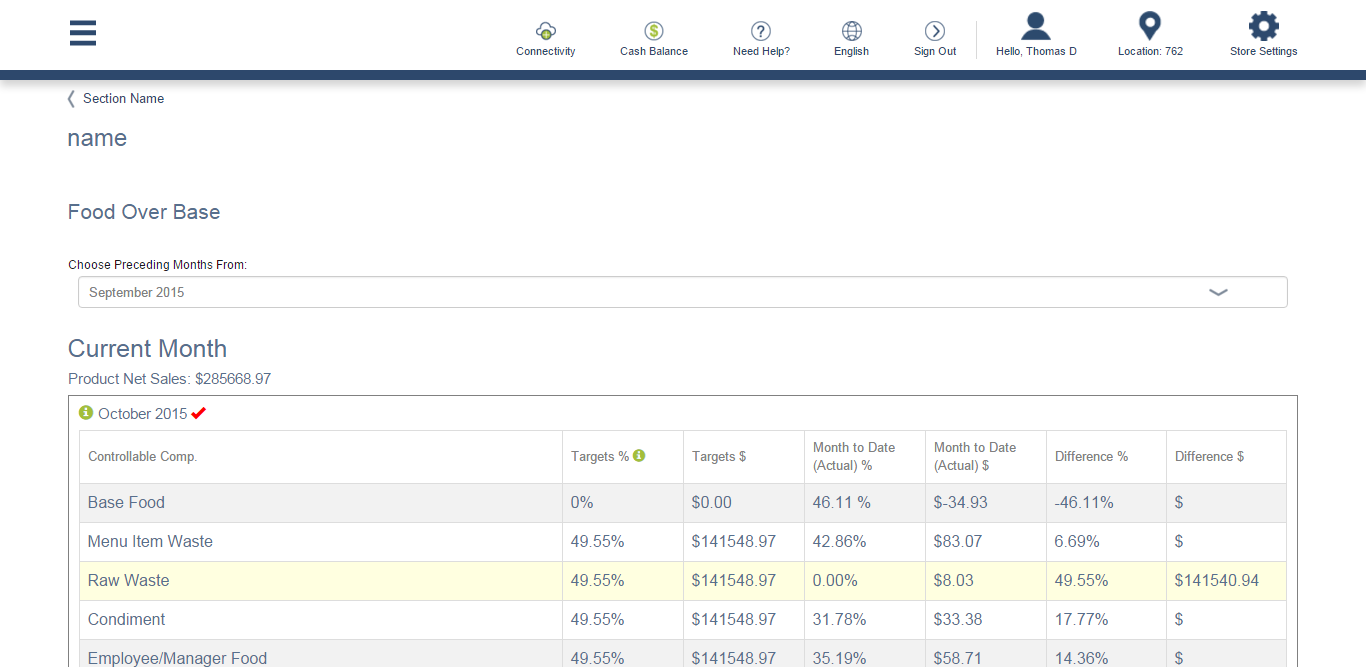 Connectivity Cash Balance Need Help? English Sign Out Hello, Thomas D Location: 762 Store Settings
Section Name
name
Food Over Base
Choose Preceding Months From:
September 2015
Current Month
Product Net Sales: $285668.97
October 2015
Controllable Comp. Targets % Targets $ Month to Date (Actual) % Month to Date (Actual) $ Difference % Difference $
Base Food 0% $0.00 46.11 % $-34.93 -46.11% $
Menu Item Waste 49.55% $141548.97 42.86% $83.07 6.69% $
Raw Waste 49.55% $141548.97 0.00% $8.03 49.55% $141540.94
Condiment 49.55% $141548.97 31.78% $33.38 17.77% $
Employee/Manager Food 49.55% $141548.97 35.19% $58.71 14.36% $